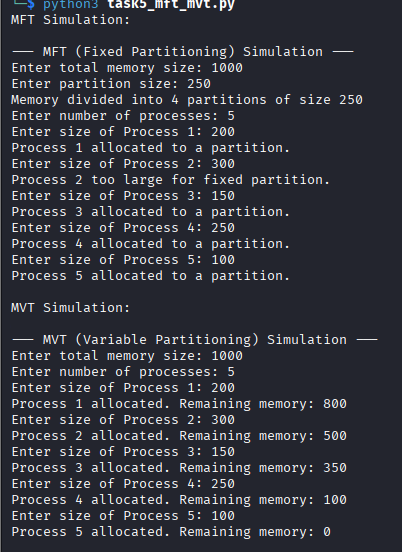 └─$ python3 task5_mft_mvt.py
MFT Simulation:
─── MFT (Fixed Partitioning) Simulation ───
Enter total memory size: 1000
Enter partition size: 250
Memory divided into 4 partitions of size 250
Enter number of processes: 5
Enter size of Process 1: 200
Process 1 allocated to a partition.
Enter size of Process 2: 300
Process 2 too large for fixed partition.
Enter size of Process 3: 150
Process 3 allocated to a partition.
Enter size of Process 4: 250
Process 4 allocated to a partition.
Enter size of Process 5: 100
Process 5 allocated to a partition.
MVT Simulation:
─── MVT (Variable Partitioning) Simulation ───
Enter total memory size: 1000
Enter number of processes: 5
Enter size of Process 1: 200
Process 1 allocated. Remaining memory: 800
Enter size of Process 2: 300
Process 2 allocated. Remaining memory: 500
Enter size of Process 3: 150
Process 3 allocated. Remaining memory: 350
Enter size of Process 4: 250
Process 4 allocated. Remaining memory: 100
Enter size of Process 5: 100
Process 5 allocated. Remaining memory: 0